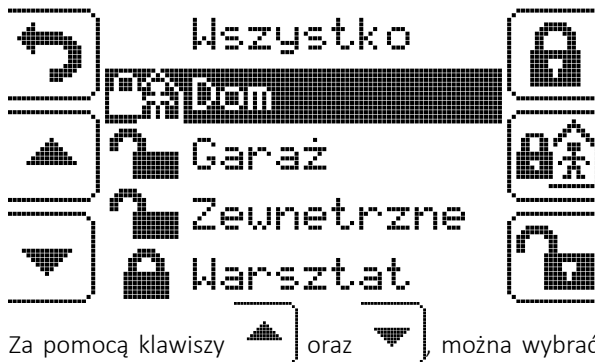 Wszystko
Dom
Garaż
Zewnetrzne
Warsztat
Za pomocą klawiszy oraz , można wybrać